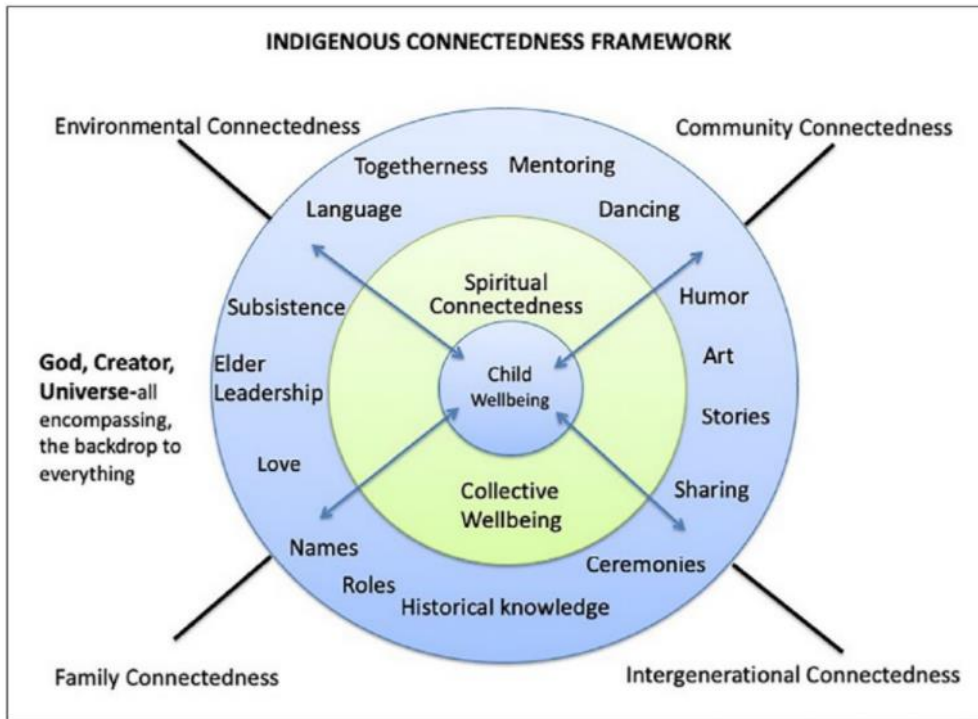 INDIGENOUS CONNECTEDNESS FRAMEWORK
Environmental Connectedness
Community Connectedness
Togetherness
Mentoring
Language
Dancing
Spiritual
Connectedness
Subsistence
Humor
God, Creator,
Universe-all
encompassing,
the backdrop to
everything
Elder
Leadership
Child
Wellbeing
Art
Stories
Love
Collective
Wellbeing
Sharing
Names
Ceremonies
Roles
Historical knowledge
Family Connectedness
Intergenerational Connectedness